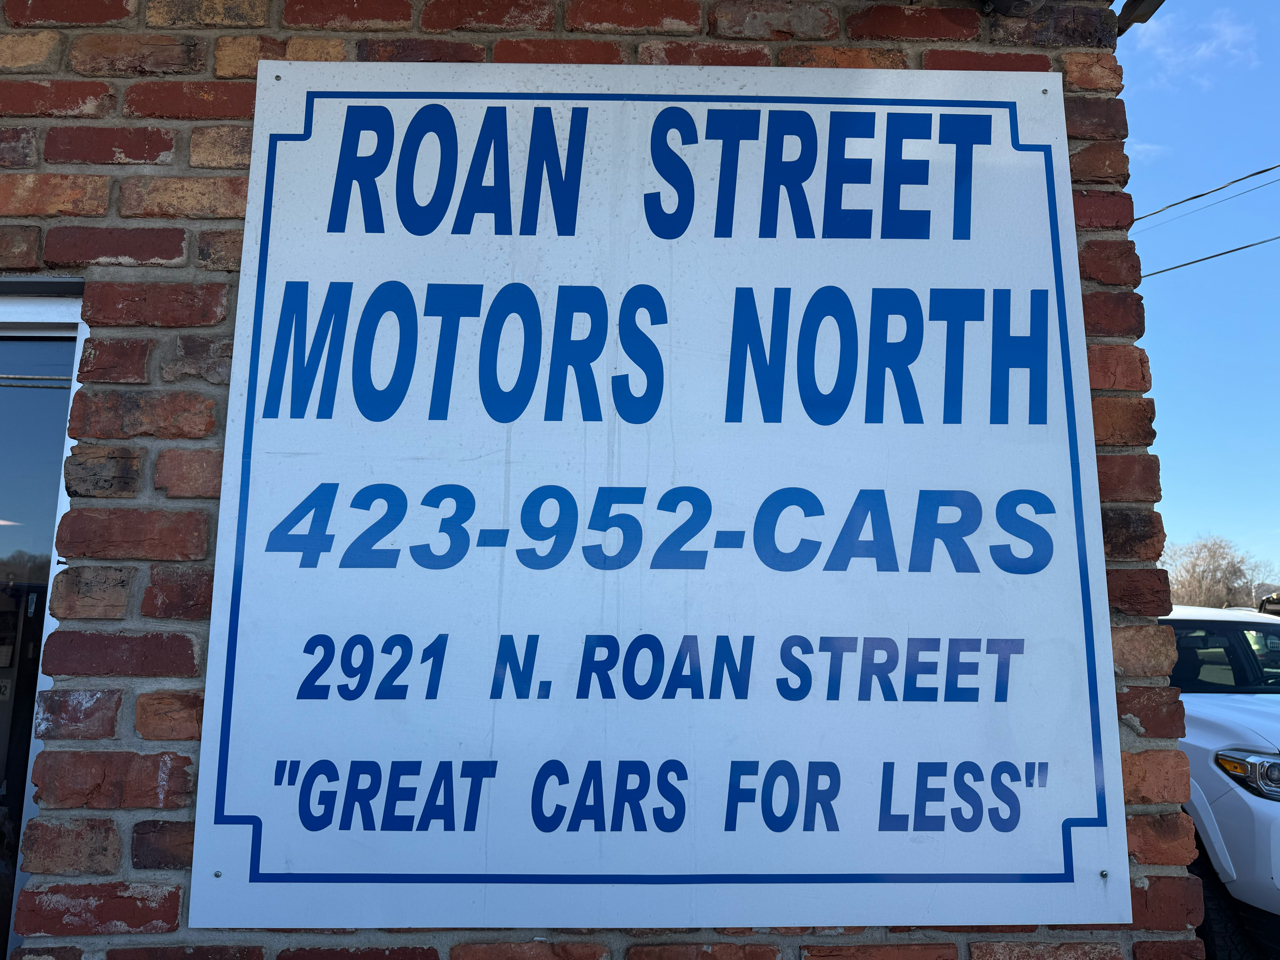 ROAN STREET
MOTORS NORTH
423-952-CARS
2921 N. ROAN STREET
"GREAT CARS FOR LESS"